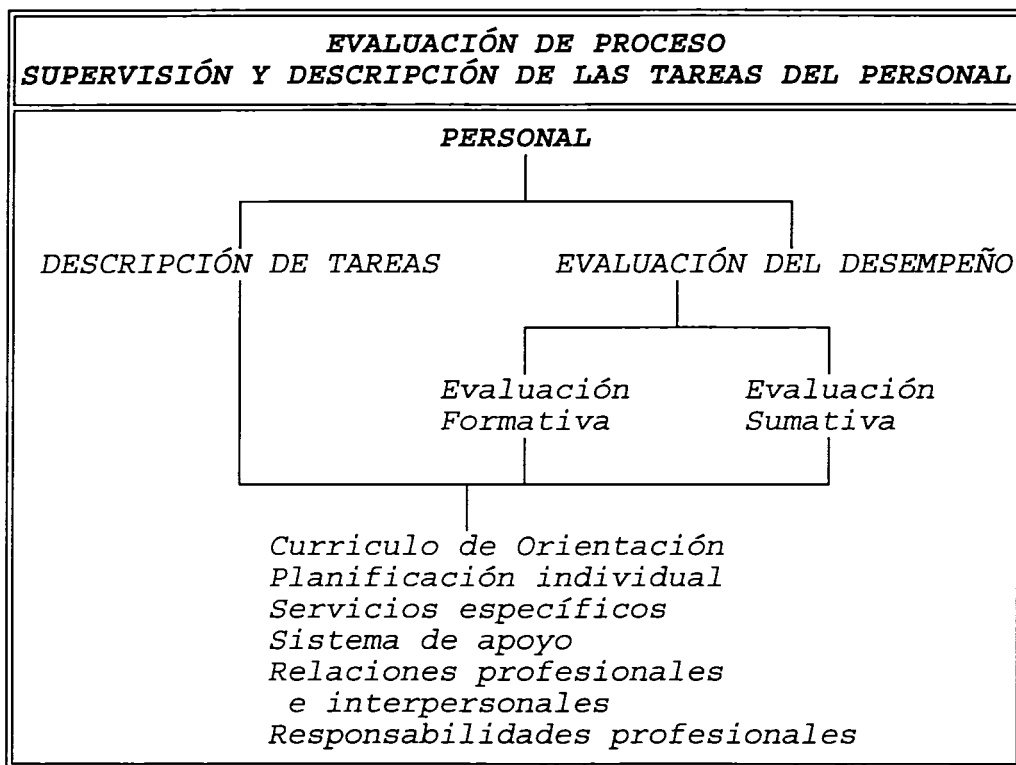 EVALUACIÓN DE PROCESO
SUPERVISIÓN Y DESCRIPCIÓN DE LAS TAREAS DEL PERSONAL
PERSONAL
DESCRIPCIÓN DE TAREAS
EVALUACIÓN DEL DESEMPEÑO
Evaluación
Formativa
Evaluación
Sumativa
Curriculo de Orientación
Planificación individual
Servicios específicos
Sistema de apoyo
Relaciones profesionales
e interpersonales
Responsabilidades profesionales